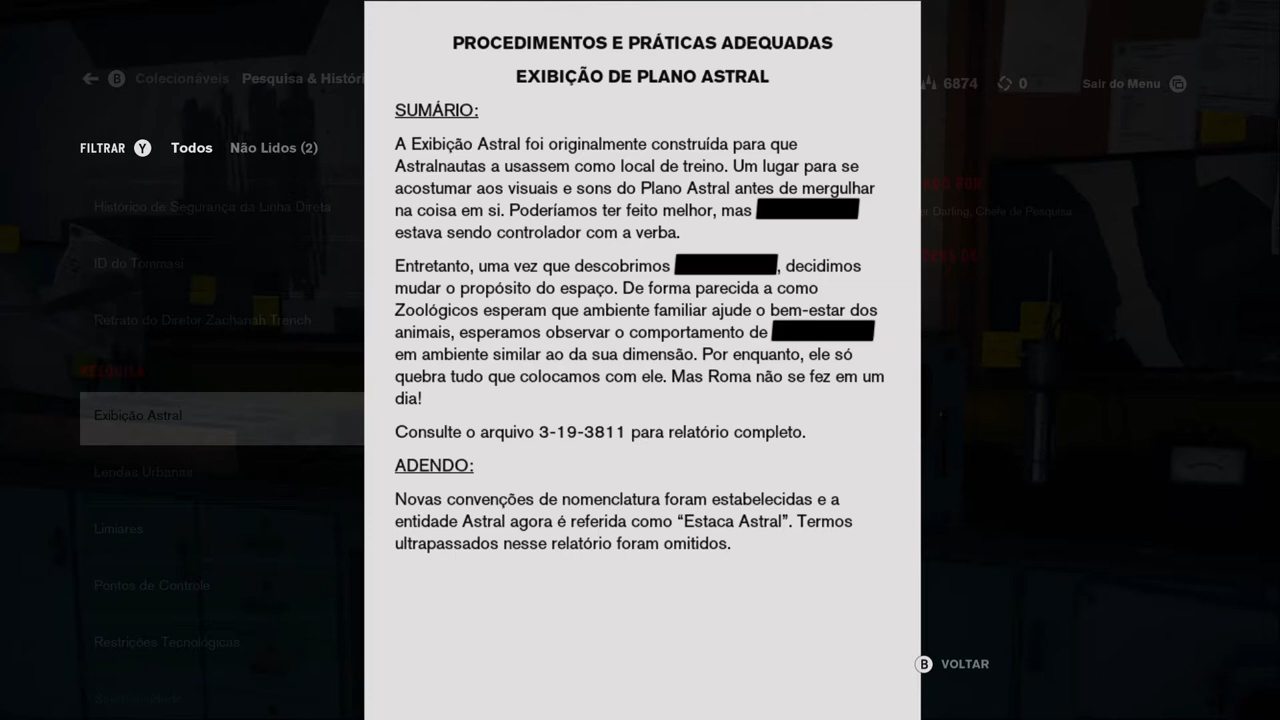 PROCEDIMENTOS E PRÁTICAS ADEQUADAS
EXIBIÇÃO DE PLANO ASTRAL
B Colecionáveis Pesquisa & Históri
6874 0 Sair do Menu
FILTRAR Y Todos Não Lidos (2)
Histórico de Segurança da Linha Direta
ID do Tommasi
Retrato do Diretor Zachariah Trench
PESQUISA
Exibição Astral
Lendas Urbanas
Limiares
Pontos de Controle
Restrições Tecnológicas
SUMÁRIO:
A Exibição Astral foi originalmente construída para que
Astralnautas a usassem como local de treino. Um lugar para se
acostumar aos visuais e sons do Plano Astral antes de mergulhar
na coisa em si. Poderíamos ter feito melhor, mas
estava sendo controlador com a verba.
Entretanto, uma vez que descobrimos , decidimos
mudar o propósito do espaço. De forma parecida a como
Zoológicos esperam que ambiente familiar ajude o bem-estar dos
animais, esperamos observar o comportamento de
em ambiente similar ao da sua dimensão. Por enquanto, ele só
quebra tudo que colocamos com ele. Mas Roma não se fez em um
dia!
Consulte o arquivo 3-19-3811 para relatório completo.
ADENDO:
Novas convenções de nomenclatura foram estabelecidas e a
entidade Astral agora é referida como “Estaca Astral”. Termos
ultrapassados nesse relatório foram omitidos.
Darling, Chefe de Pesquisa
B VOLTAR